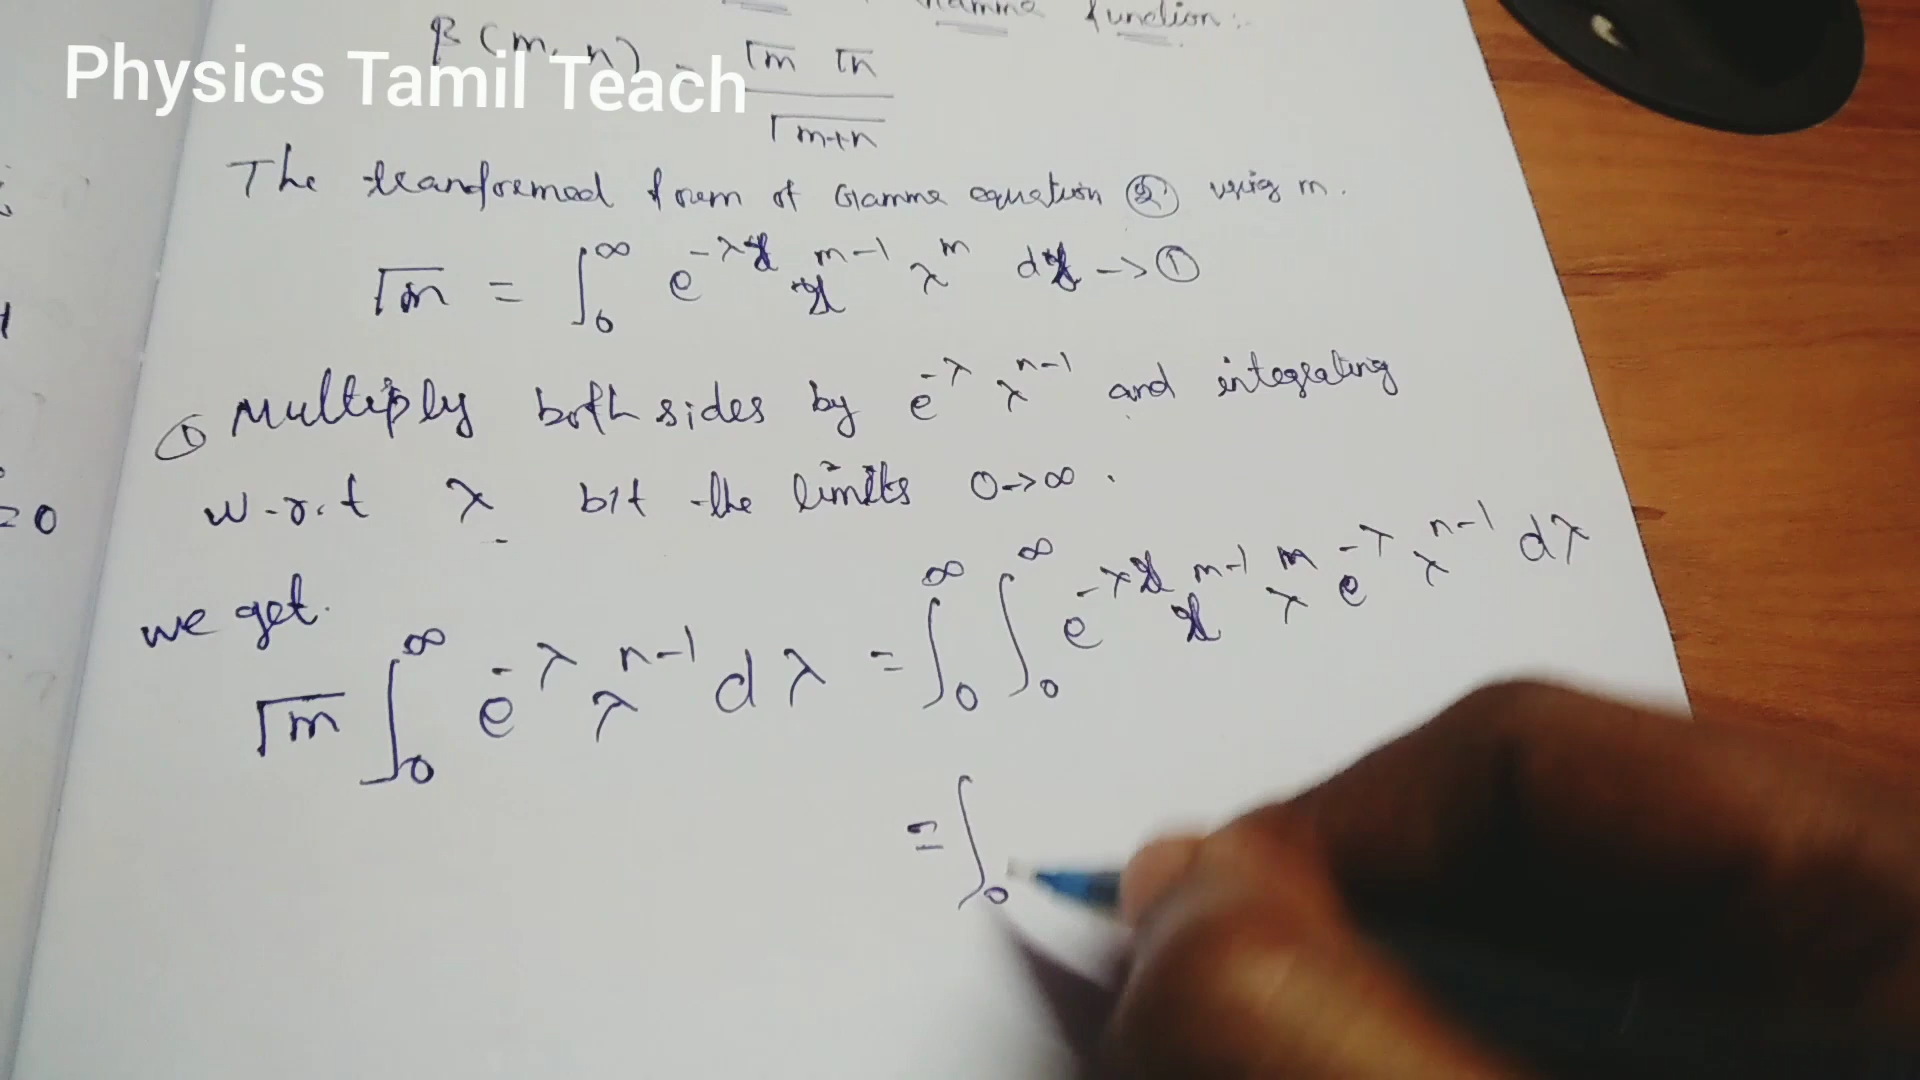 Gamma function:
β(m, n) = Γm Γn / Γm+n
Physics Tamil Teach
The transformed form of Gamma equation ② using m.
Γm = ∫₀^∞ e^-λx x^m-1 λ^m dx → ①
① Multiply both sides by e^-λ λ^n-1 and integrating
w.r.t λ b/t the limits 0→∞.
we get.
Γm ∫₀^∞ e^-λ λ^n-1 dλ = ∫₀^∞ ∫₀^∞ e^-λx x^m-1 λ^m e^-λ λ^n-1 dλ
= ∫₀
=0